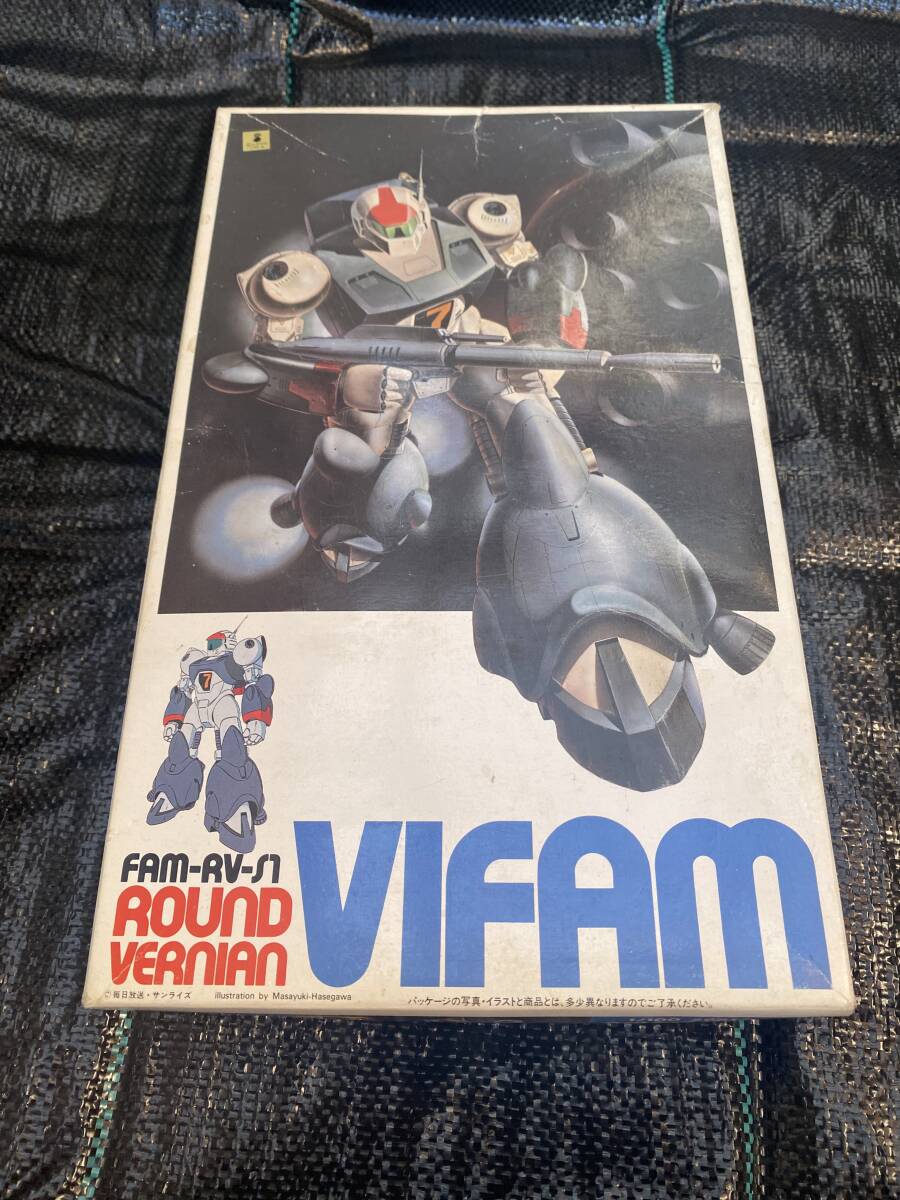 7
7
FAM-RV-S1
ROUND
VERNIAN
VIFAM
©毎日放送・サンライズ illustration by Masayuki-Hasegawa
パッケージの写真・イラストと商品とは、多少異なりますのでご了承ください。